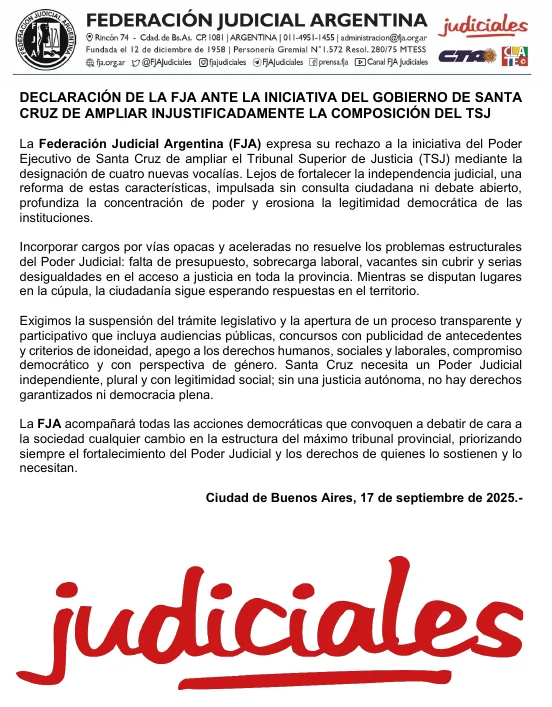 FEDERACIÓN JUDICIAL ARGENTINA
Rincón 74 - Cdad. de Bs.As. CP. 1081 | ARGENTINA | 011-4951-1455 | administracion@fja.org.ar
Fundada el 12 de diciembre de 1958 | Personería Gremial N°1.572 Resol. 280/75 MTESS
fja.org.ar @FJAJudiciales fjajudiciales FJAJudiciales prensa.fja Canal FJA Judiciales
judiciales
CTA
CLATE
DECLARACIÓN DE LA FJA ANTE LA INICIATIVA DEL GOBIERNO DE SANTA
CRUZ DE AMPLIAR INJUSTIFICADAMENTE LA COMPOSICIÓN DEL TSJ
La Federación Judicial Argentina (FJA) expresa su rechazo a la iniciativa del Poder
Ejecutivo de Santa Cruz de ampliar el Tribunal Superior de Justicia (TSJ) mediante la
designación de cuatro nuevas vocalías. Lejos de fortalecer la independencia judicial, una
reforma de estas características, impulsada sin consulta ciudadana ni debate abierto,
profundiza la concentración de poder y erosiona la legitimidad democrática de las
instituciones.
Incorporar cargos por vías opacas y aceleradas no resuelve los problemas estructurales
del Poder Judicial: falta de presupuesto, sobrecarga laboral, vacantes sin cubrir y serias
desigualdades en el acceso a justicia en toda la provincia. Mientras se disputan lugares
en la cúpula, la ciudadanía sigue esperando respuestas en el territorio.
Exigimos la suspensión del trámite legislativo y la apertura de un proceso transparente y
participativo que incluya audiencias públicas, concursos con publicidad de antecedentes
y criterios de idoneidad, apego a los derechos humanos, sociales y laborales, compromiso
democrático y con perspectiva de género. Santa Cruz necesita un Poder Judicial
independiente, plural y con legitimidad social; sin una justicia autónoma, no hay derechos
garantizados ni democracia plena.
La FJA acompañará todas las acciones democráticas que convoquen a debatir de cara a
la sociedad cualquier cambio en la estructura del máximo tribunal provincial, priorizando
siempre el fortalecimiento del Poder Judicial y los derechos de quienes lo sostienen y lo
necesitan.
Ciudad de Buenos Aires, 17 de septiembre de 2025.-
judiciales